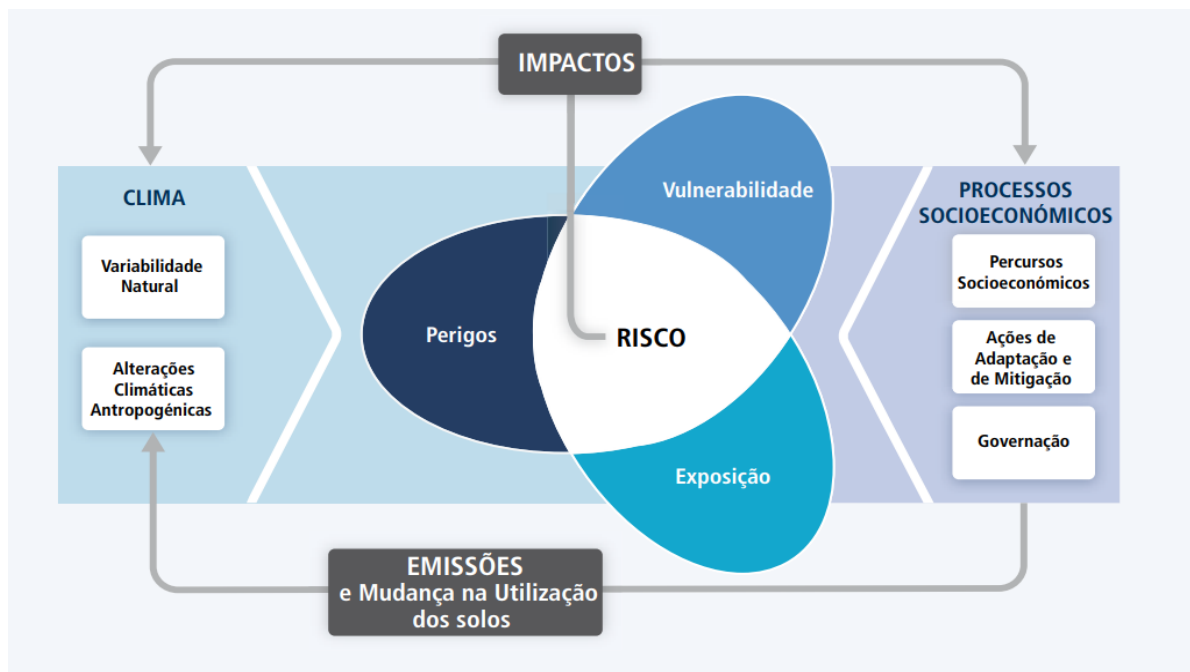 IMPACTOS
CLIMA
Variabilidade
Natural
Alterações
Climáticas
Antropogénicas
Perigos
Vulnerabilidade
RISCO
Exposição
PROCESSOS
SOCIOECONÓMICOS
Percursos
Socioeconómicos
Ações de
Adaptação e
de Mitigação
Governação
EMISSÕES
e Mudança na Utilização
dos solos